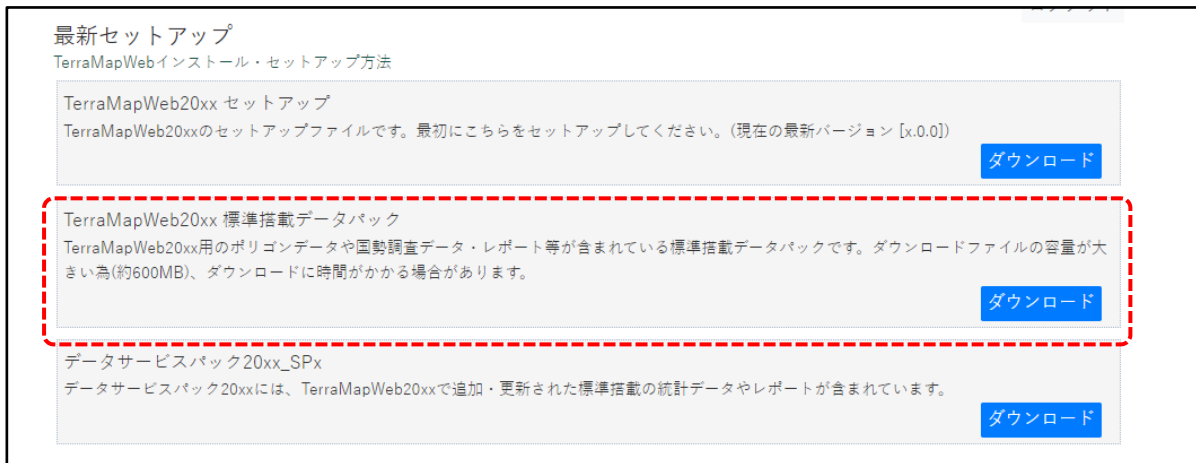 最新セットアップ
TerraMapWebインストール・セットアップ方法
TerraMapWeb20xx セットアップ
TerraMapWeb20xxのセットアップファイルです。最初にこちらをセットアップしてください。(現在の最新バージョン [x.0.0])
ダウンロード
TerraMapWeb20xx 標準搭載データパック
TerraMapWeb20xx用のポリゴンデータや国勢調査データ・レポート等が含まれている標準搭載データパックです。ダウンロードファイルの容量が大
きい為(約600MB)、ダウンロードに時間がかかる場合があります。
ダウンロード
データサービスパック20xx_SPx
データサービスパック20xxには、TerraMapWeb20xxで追加・更新された標準搭載の統計データやレポートが含まれています。
ダウンロード